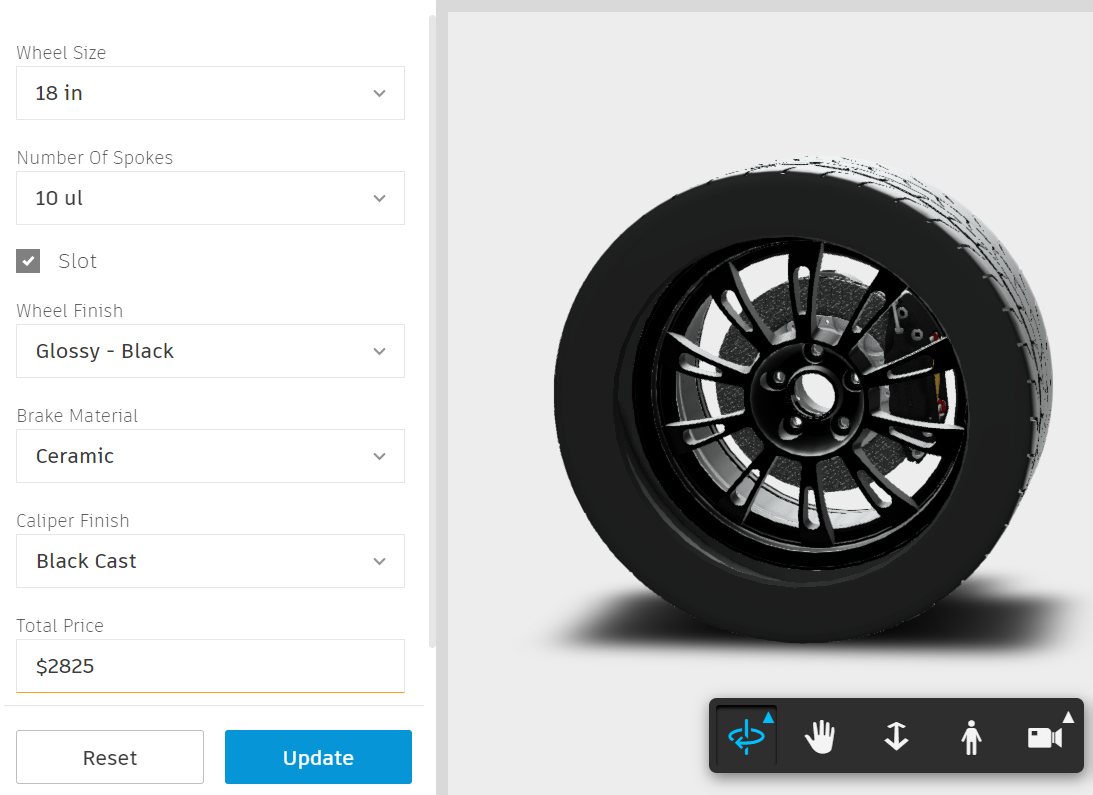 Wheel Size
18 in
Number Of Spokes
10 ul
Slot
Wheel Finish
Glossy - Black
Brake Material
Ceramic
Caliper Finish
Black Cast
Total Price
$2825
Reset
Update